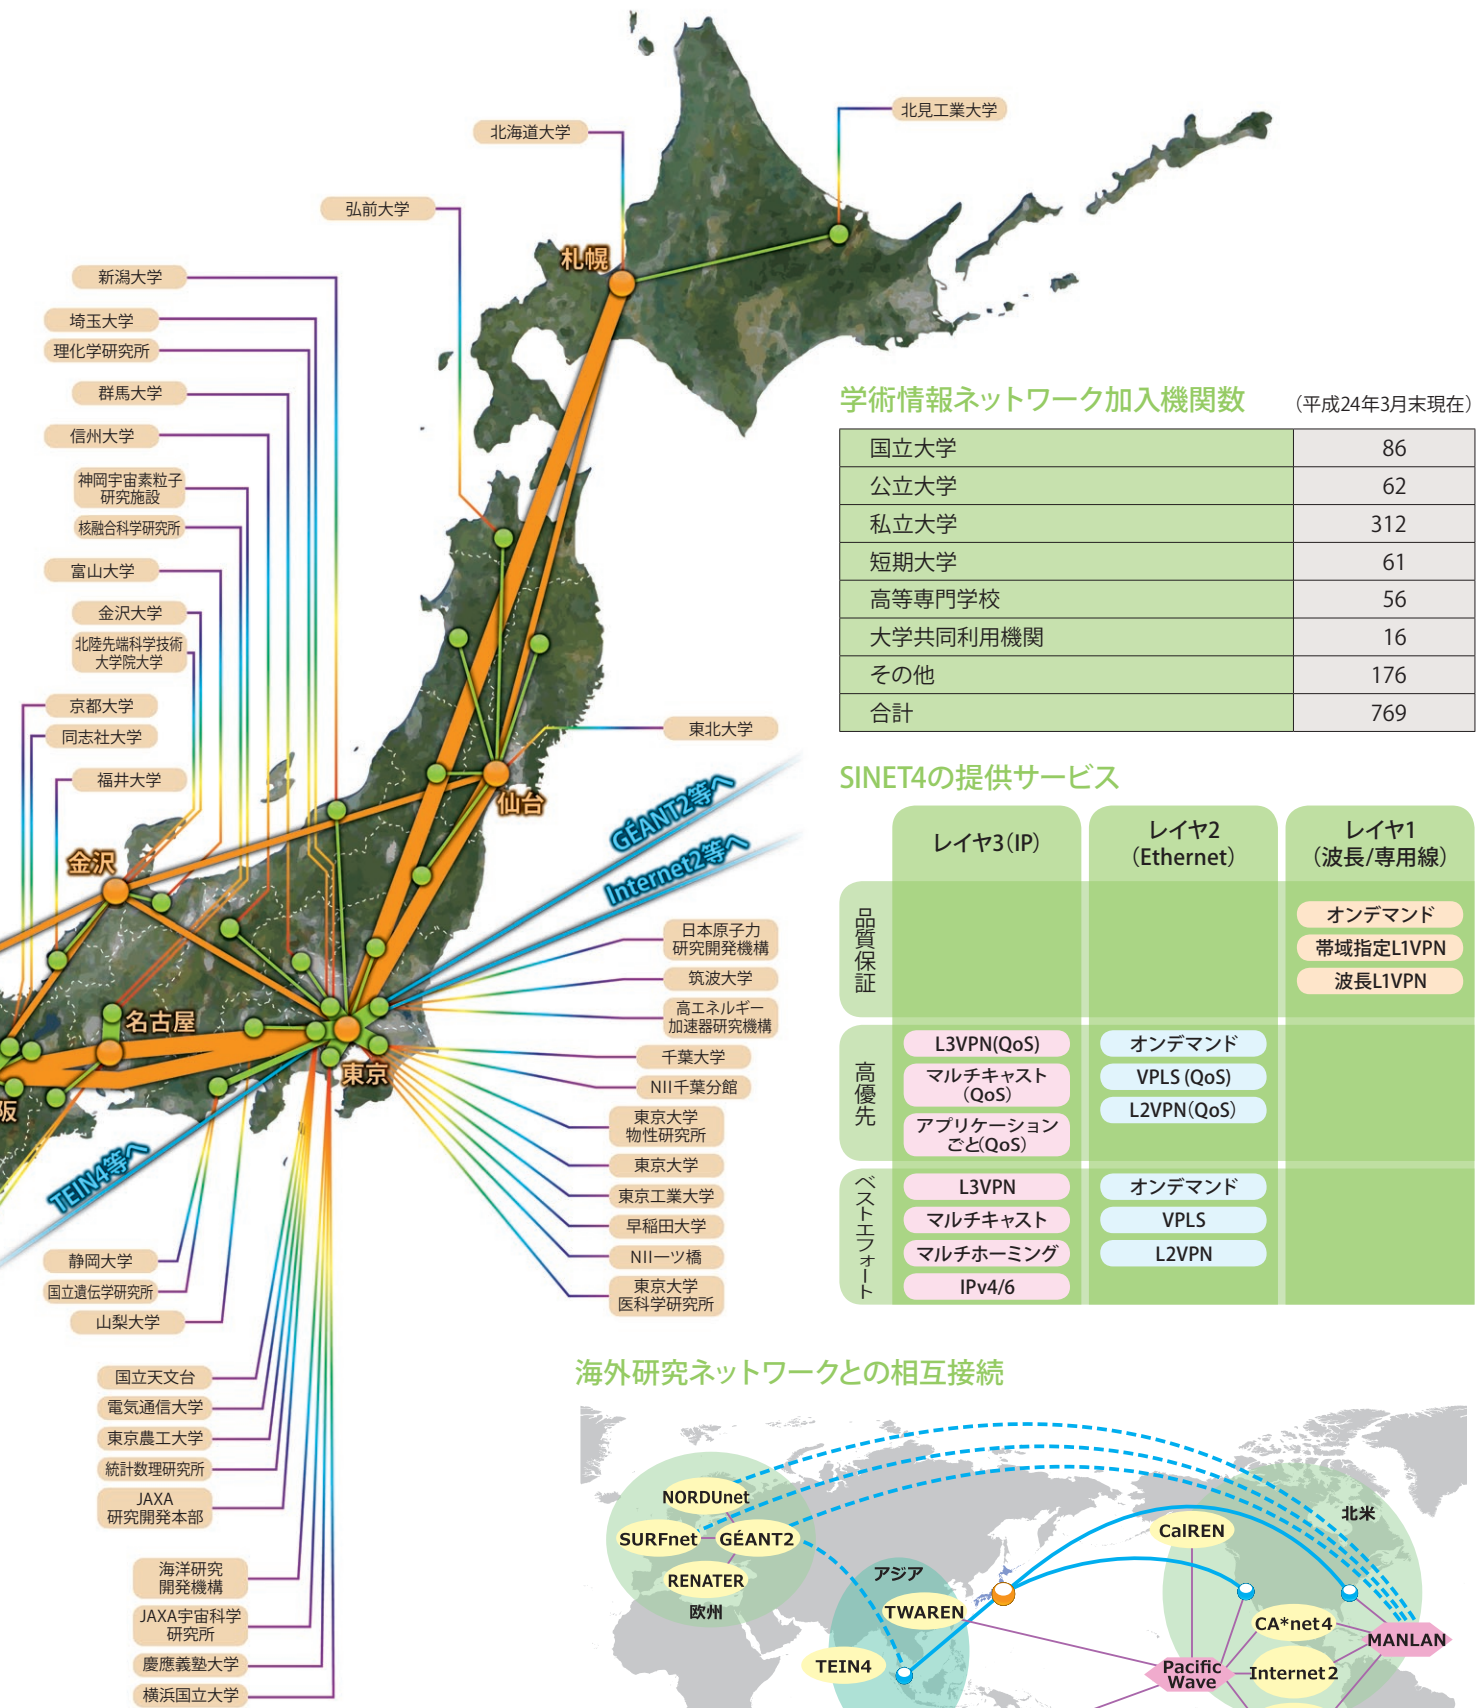 北海道大学
北見工業大学
弘前大学
札幌
新潟大学
埼玉大学
理化学研究所
群馬大学
信州大学
神岡宇宙素粒子
研究施設
核融合科学研究所
富山大学
金沢大学
北陸先端科学技術
大学院大学
京都大学
同志社大学
福井大学
東北大学
仙台
金沢
名古屋
東京
阪
GÉANT2等へ
Internet2等へ
TEIN4等へ
日本原子力
研究開発機構
筑波大学
高エネルギー
加速器研究機構
千葉大学
NII千葉分館
東京大学
物性研究所
東京大学
東京工業大学
早稲田大学
NII一ツ橋
東京大学
医科学研究所
静岡大学
国立遺伝学研究所
山梨大学
国立天文台
電気通信大学
東京農工大学
統計数理研究所
JAXA
研究開発本部
海洋研究
開発機構
JAXA宇宙科学
研究所
慶應義塾大学
横浜国立大学
学術情報ネットワーク加入機関数 （平成24年3月末現在）
国立大学 86
公立大学 62
私立大学 312
短期大学 61
高等専門学校 56
大学共同利用機関 16
その他 176
合計 769
SINET4の提供サービス
レイヤ3（IP）
レイヤ2
（Ethernet）
レイヤ1
（波長/専用線）
品質保証
オンデマンド
帯域指定L1VPN
波長L1VPN
高優先
L3VPN(QoS)
マルチキャスト
（QoS）
アプリケーション
ごと(QoS）
オンデマンド
VPLS (QoS)
L2VPN（QoS）
ベストエフォート
L3VPN
マルチキャスト
マルチホーミング
IPv4/6
オンデマンド
VPLS
L2VPN
海外研究ネットワークとの相互接続
NORDUnet
SURFnet
GÉANT2
RENATER
欧州
アジア
TWAREN
TEIN4
北米
CalREN
CA*net4
MANLAN
Pacific
Wave
Internet2